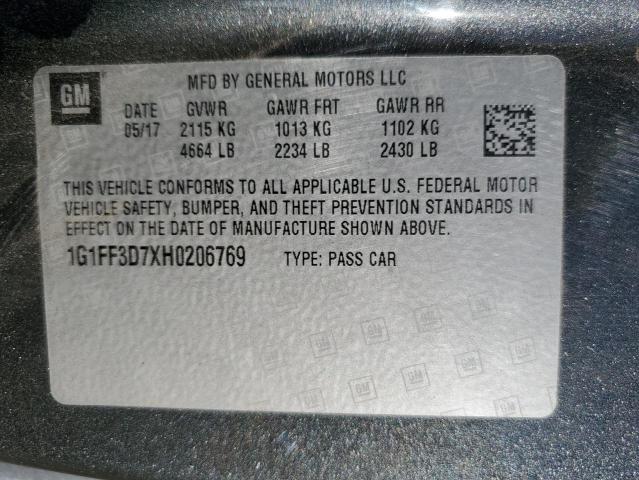 GM
MFD BY GENERAL MOTORS LLC
DATE GVWR GAWR FRT GAWR RR
05/17 2115 KG 1013 KG 1102 KG
4664 LB 2234 LB 2430 LB
THIS VEHICLE CONFORMS TO ALL APPLICABLE U.S. FEDERAL MOTOR
VEHICLE SAFETY, BUMPER, AND THEFT PREVENTION STANDARDS IN
EFFECT ON THE DATE OF MANUFACTURE SHOWN ABOVE.
1G1FF3D7XH0206769 TYPE: PASS CAR